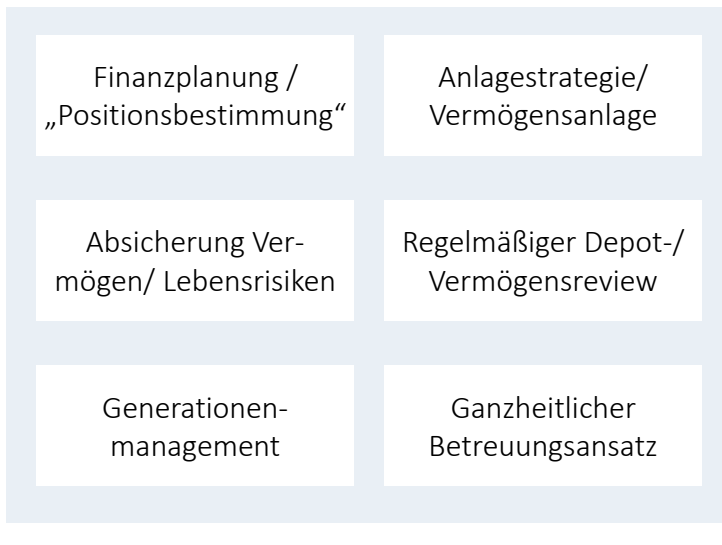 Finanzplanung /
„Positionsbestimmung“
Anlagestrategie/
Vermögensanlage
Absicherung Ver-
mögen/ Lebensrisiken
Regelmäßiger Depot-/
Vermögensreview
Generationen-
management
Ganzheitlicher
Betreuungsansatz